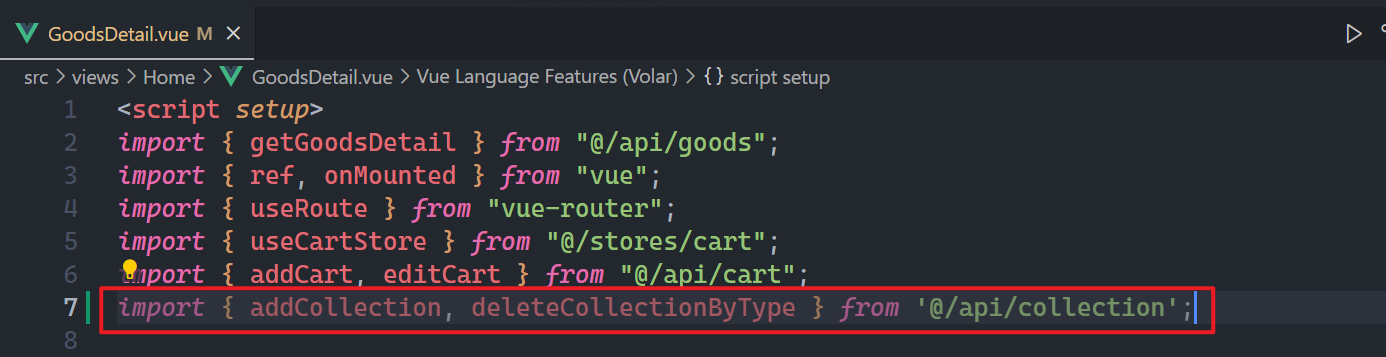 GoodsDetail.vue M
src > views > Home > GoodsDetail.vue > Vue Language Features (Volar) > {} script setup
1 <script setup>
2 import { getGoodsDetail } from "@/api/goods";
3 import { ref, onMounted } from "vue";
4 import { useRoute } from "vue-router";
5 import { useCartStore } from "@/stores/cart";
6 import { addCart, editCart } from "@/api/cart";
7 import { addCollection, deleteCollectionByType } from '@/api/collection';
8